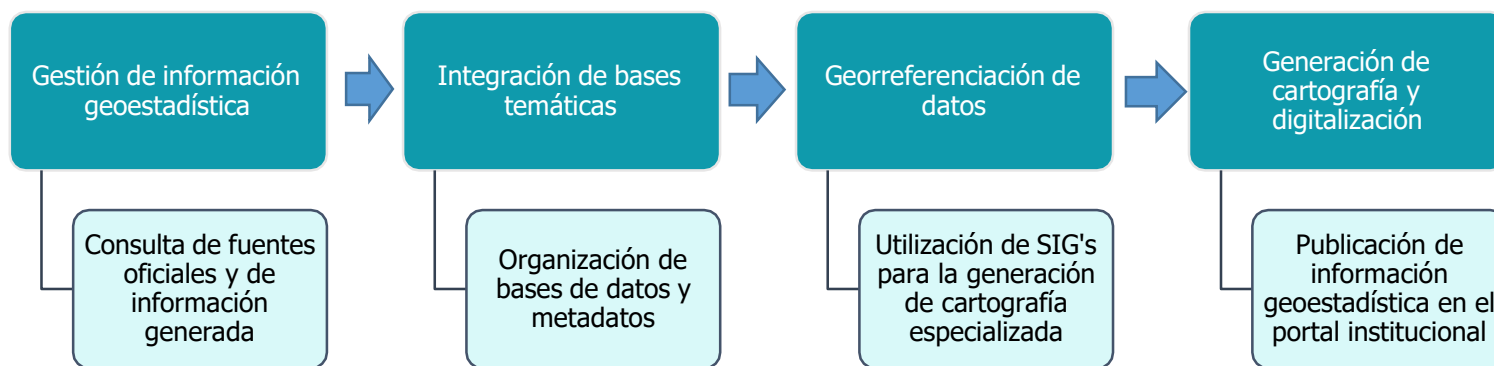 Gestión de información
geoestadística
Integración de bases
temáticas
Georreferenciación de
datos
Generación de
cartografía y
digitalización
Consulta de fuentes
oficiales y de
información
generada
Organización de
bases de datos y
metadatos
Utilización de SIG's
para la generación
de cartografía
especializada
Publicación de
información
geoestadística en el
portal institucional